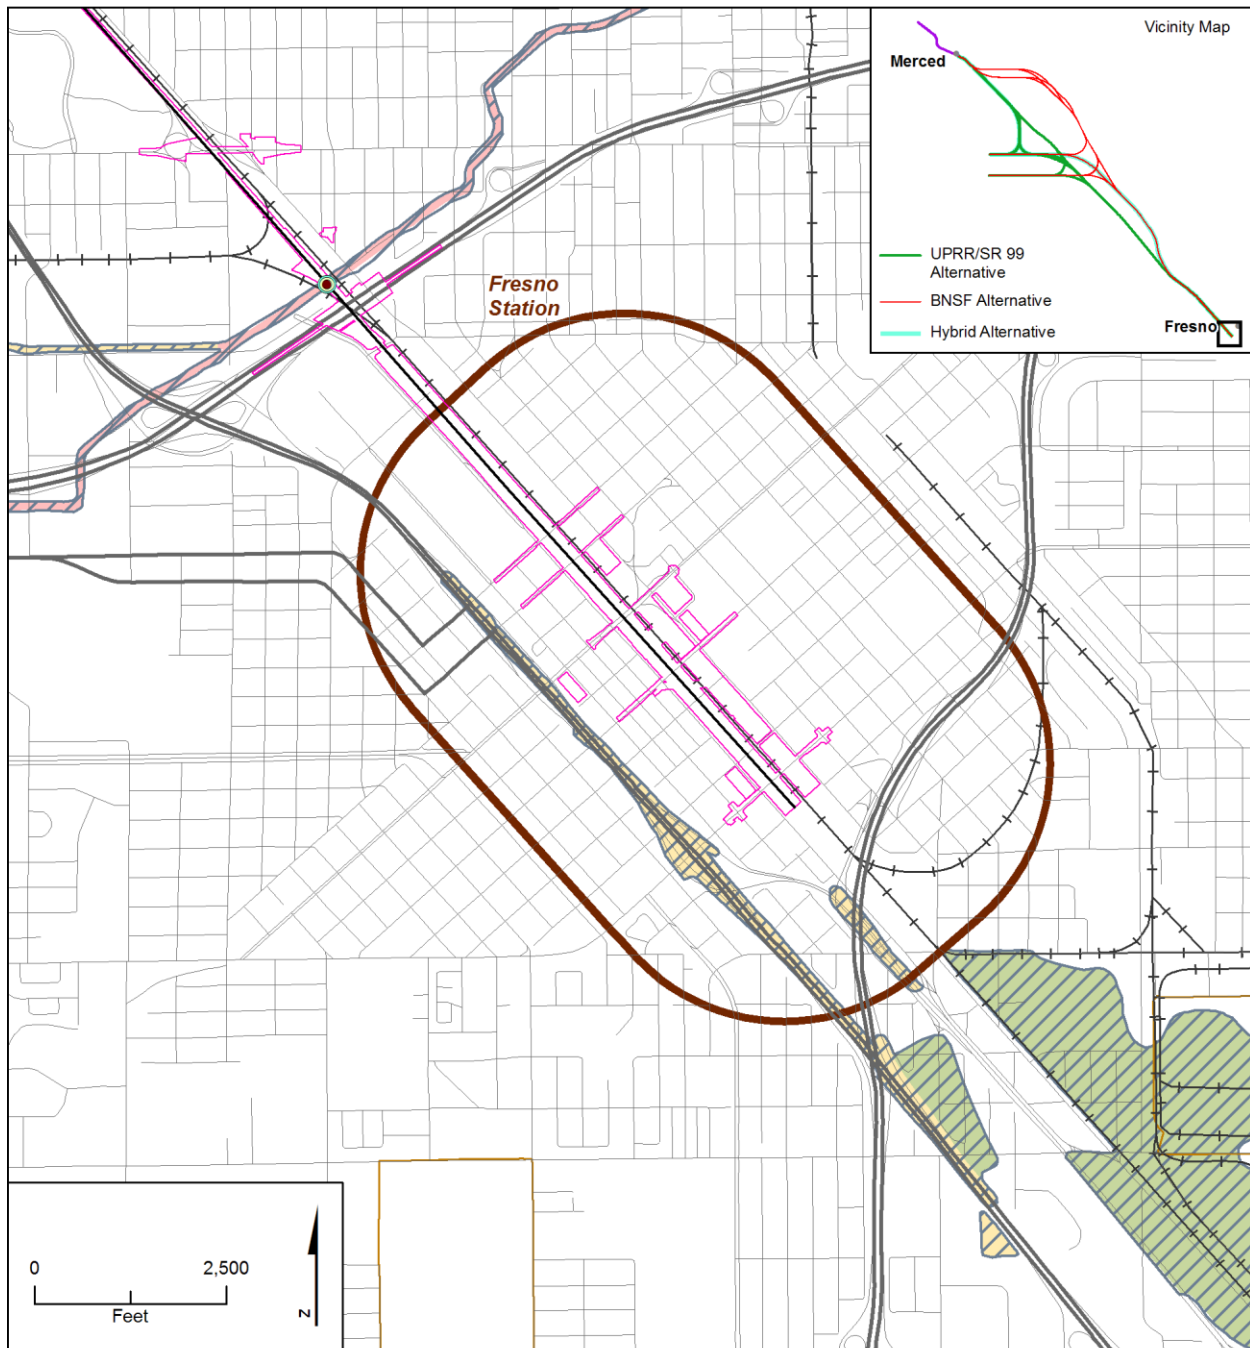 Vicinity Map
Merced
UPRR/SR 99
Alternative
BNSF Alternative
Hybrid Alternative
Fresno
Fresno
Station
0
2,500
Feet
N